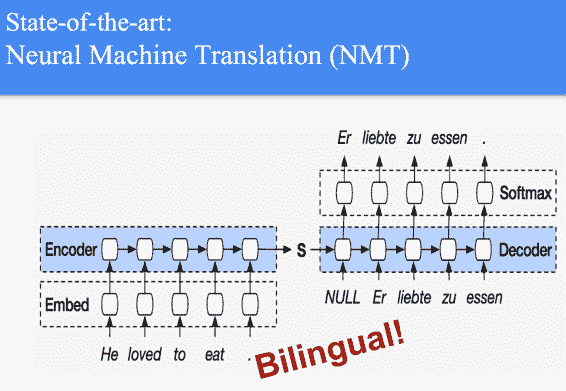 State-of-the-art:
Neural Machine Translation (NMT)
Er liebte zu essen .
Softmax
Encoder
S
Decoder
Embed
NULL Er liebte zu essen
He loved to eat .
Bilingual!